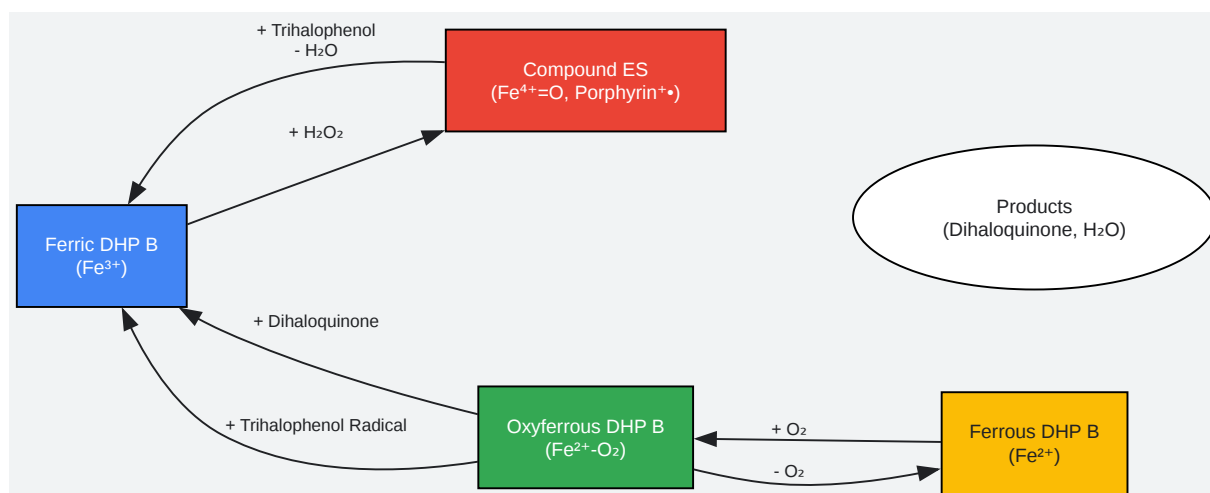 + Trihalophenol
- H₂O
Compound ES
(Fe⁴⁺=O, Porphyrin⁺•)
+ H₂O₂
Products
(Dihaloquinone, H₂O)
Ferric DHP B
(Fe³⁺)
+ Dihaloquinone
+ Trihalophenol Radical
Oxyferrous DHP B
(Fe²⁺-O₂)
+ O₂
- O₂
Ferrous DHP B
(Fe²⁺)